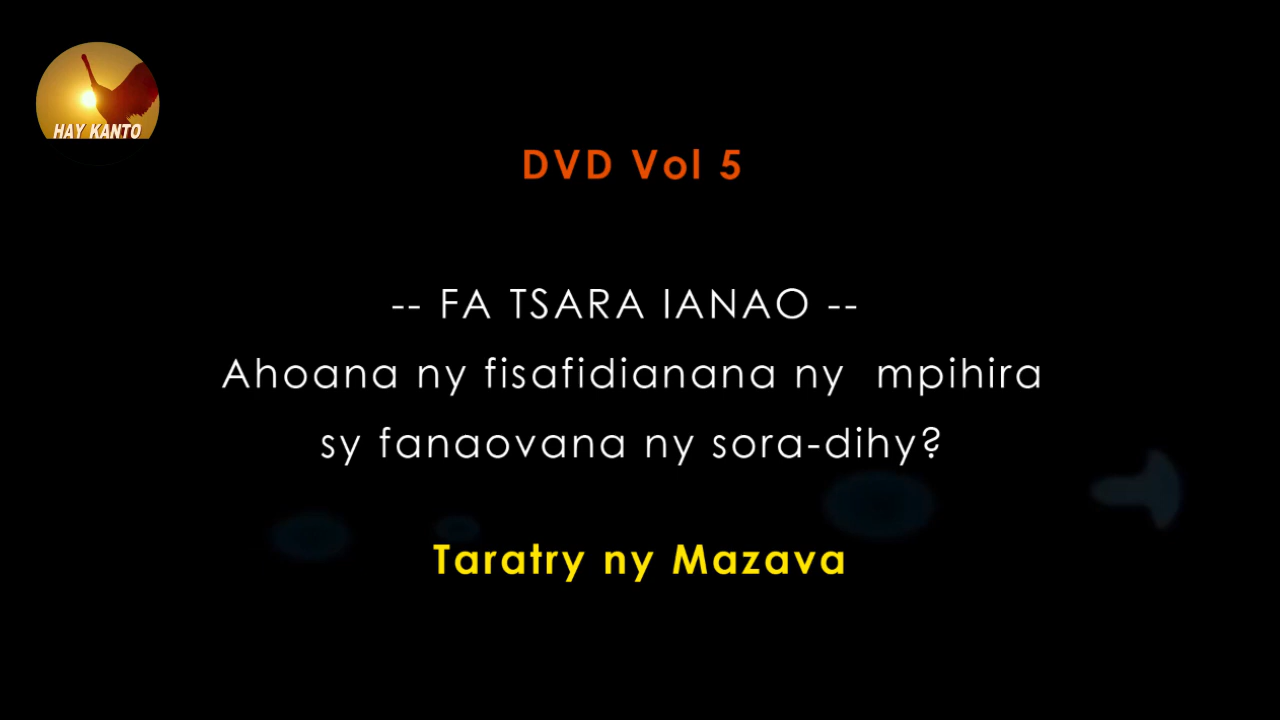 HAY KANTO
DVD Vol 5
-- FA TSARA IANAO --
Ahoana ny fisafidianana ny mpihira
sy fanaovana ny sora-dihy?
Taratry ny Mazava